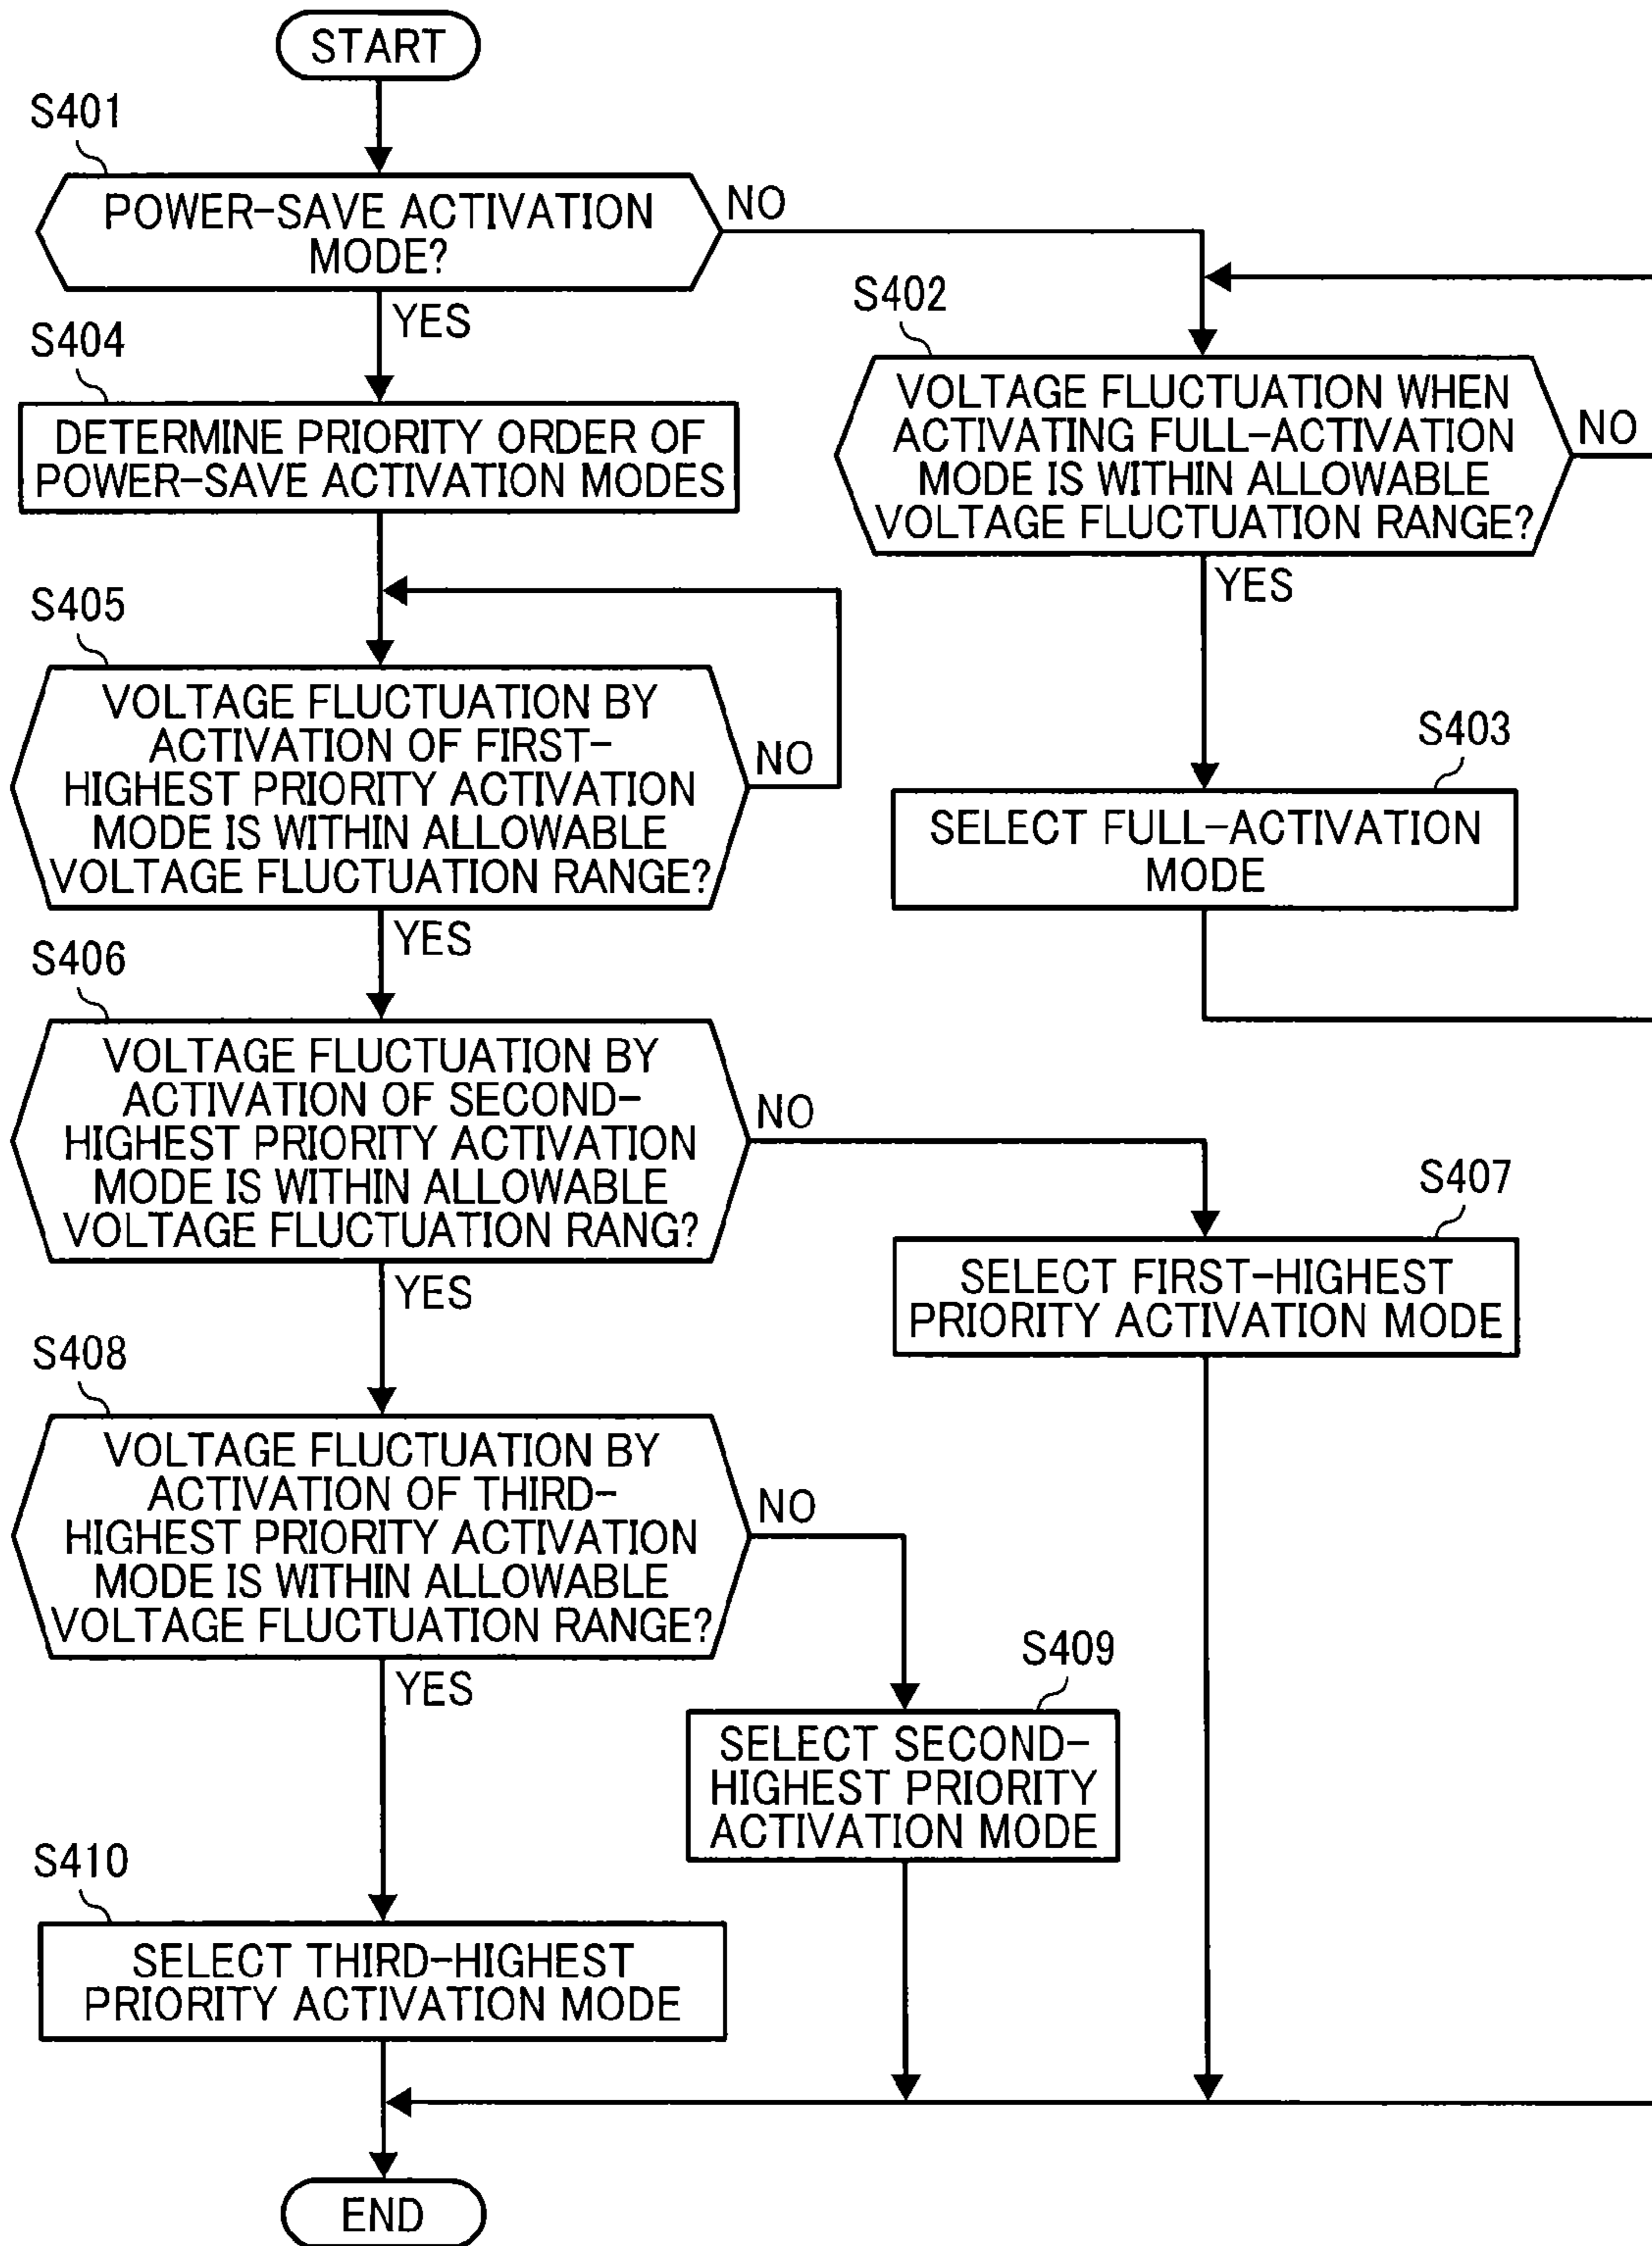 START
S401
POWER-SAVE ACTIVATION
MODE?
NO
YES
S402
VOLTAGE FLUCTUATION WHEN
ACTIVATING FULL-ACTIVATION
MODE IS WITHIN ALLOWABLE
VOLTAGE FLUCTUATION RANGE?
NO
YES
S403
SELECT FULL-ACTIVATION
MODE
S404
DETERMINE PRIORITY ORDER OF
POWER-SAVE ACTIVATION MODES
S405
VOLTAGE FLUCTUATION BY
ACTIVATION OF FIRST-
HIGHEST PRIORITY ACTIVATION
MODE IS WITHIN ALLOWABLE
VOLTAGE FLUCTUATION RANGE?
NO
YES
S406
VOLTAGE FLUCTUATION BY
ACTIVATION OF SECOND-
HIGHEST PRIORITY ACTIVATION
MODE IS WITHIN ALLOWABLE
VOLTAGE FLUCTUATION RANG?
NO
YES
S407
SELECT FIRST-HIGHEST
PRIORITY ACTIVATION MODE
S408
VOLTAGE FLUCTUATION BY
ACTIVATION OF THIRD-
HIGHEST PRIORITY ACTIVATION
MODE IS WITHIN ALLOWABLE
VOLTAGE FLUCTUATION RANGE?
NO
YES
S409
SELECT SECOND-
HIGHEST PRIORITY
ACTIVATION MODE
S410
SELECT THIRD-HIGHEST
PRIORITY ACTIVATION MODE
END